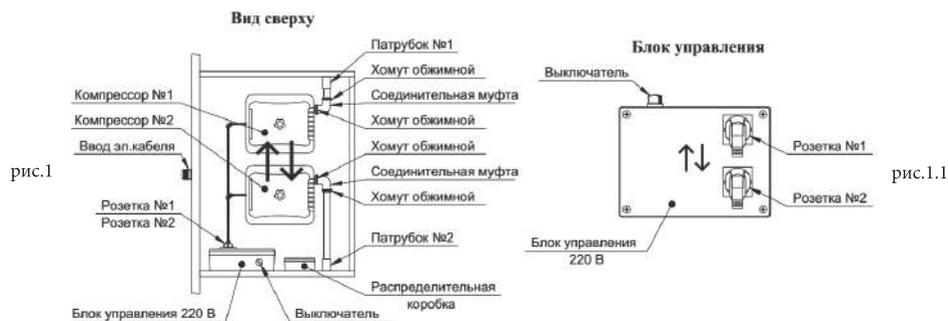 Вид сверху
Патрубок №1
Хомут обжимной
Соединительная муфта
Хомут обжимной
Хомут обжимной
Соединительная муфта
Хомут обжимной
Патрубок №2
Распределительная
коробка
Компрессор №1
Компрессор №2
Ввод эл.кабеля
рис.1
Розетка №1
Розетка №2
Блок управления 220 В
Выключатель
Блок управления
Выключатель
Розетка №1
Розетка №2
рис.1.1
Блок управления
220 В